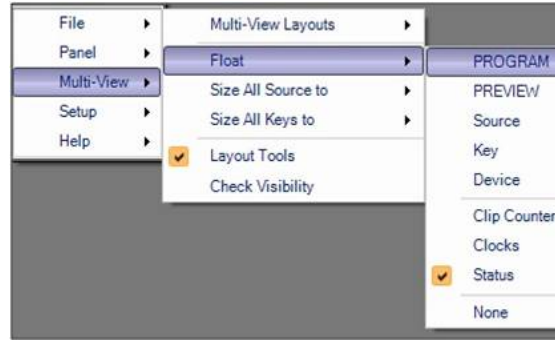 File
Panel
Multi-View
Setup
Help
Multi-View Layouts
Float
Size All Source to
Size All Keys to
Layout Tools
Check Visibility
PROGRAM
PREVIEW
Source
Key
Device
Clip Counter
Clocks
Status
None